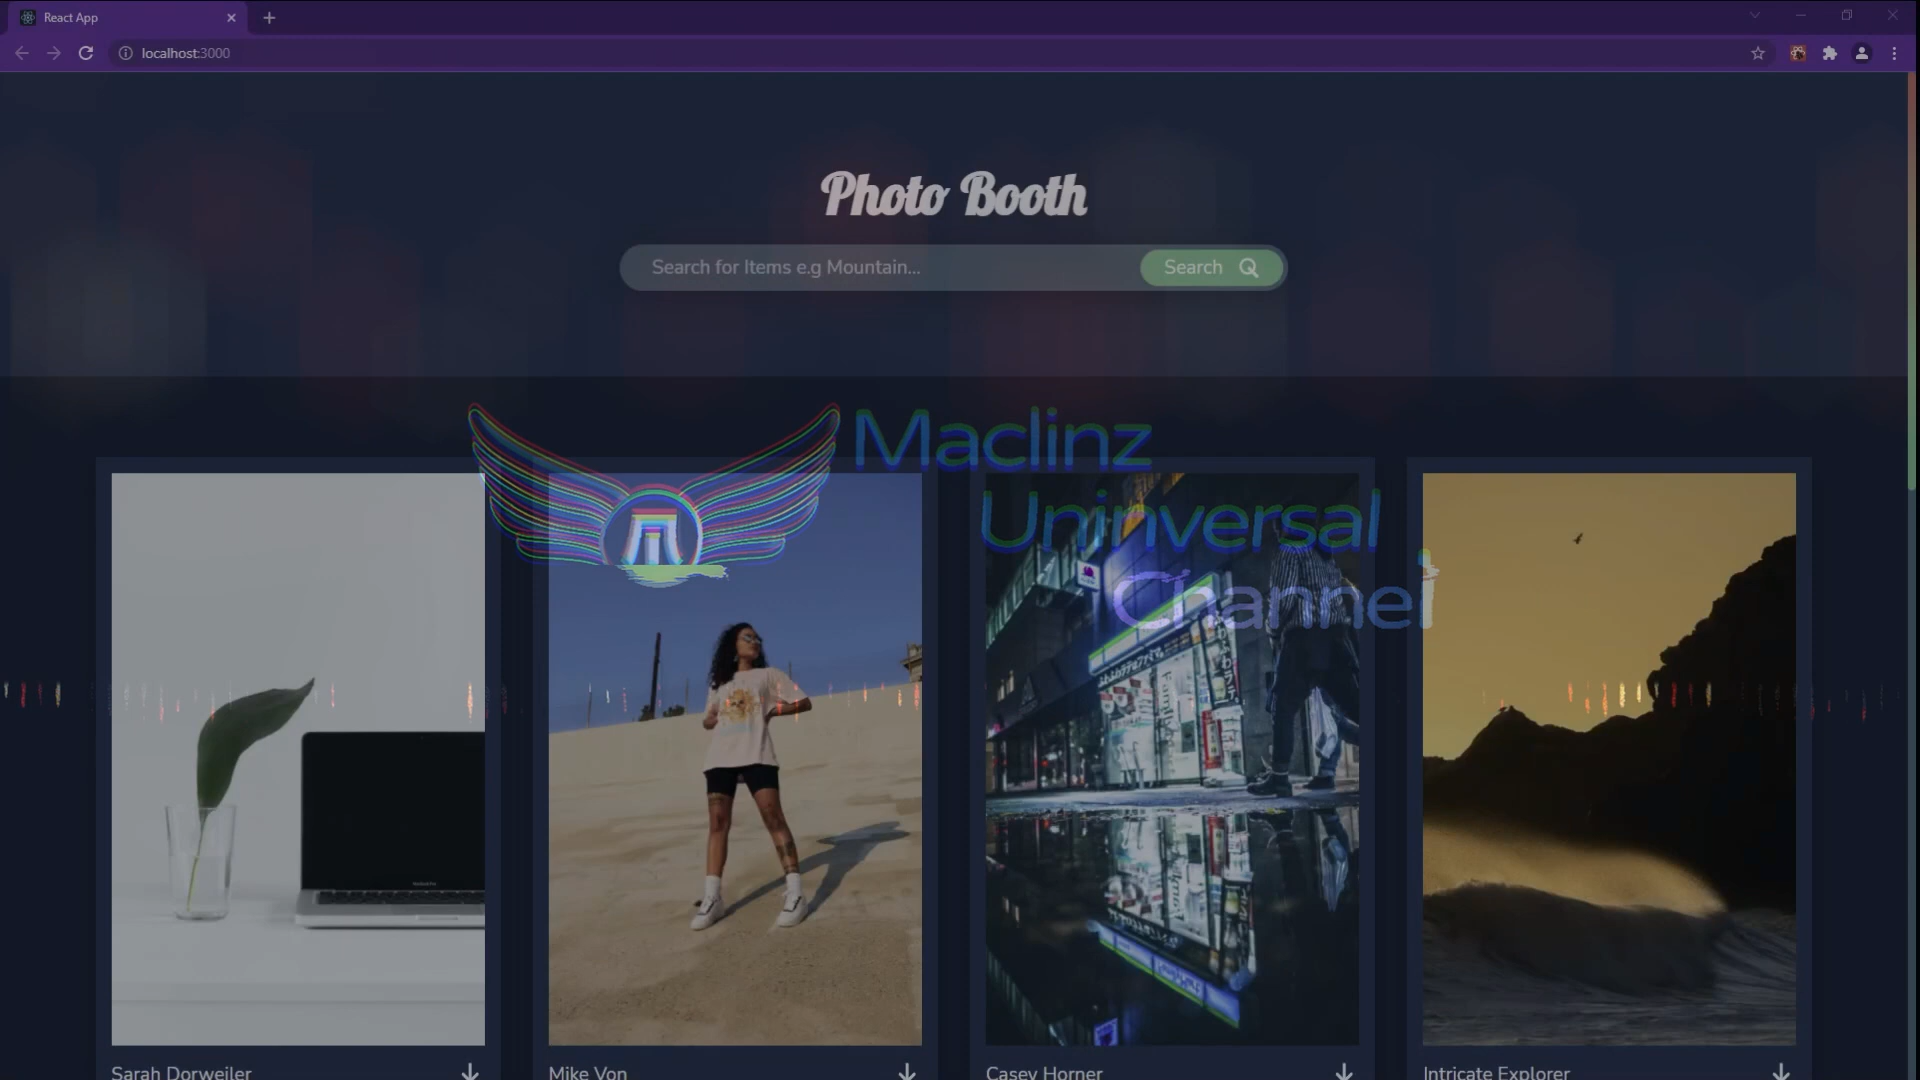 React App
localhost:3000
Photo Booth
Search for Items e.g Mountain...
Search
Maclinz
Uninversal
Channel
FamilyMart
Sarah Dorweiler
Mike Von
Casey Horner
Intricate Explorer